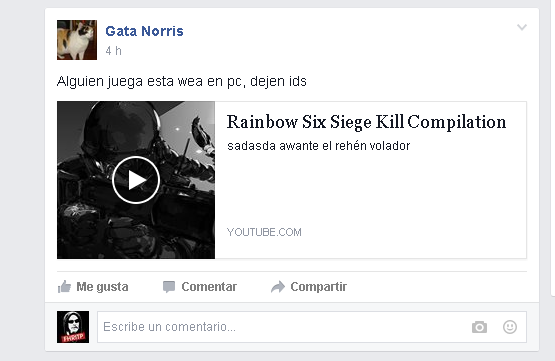 Gata Norris
4 h
Alguien juega esta wea en pc, dejen ids
Rainbow Six Siege Kill Compilation
sadasda awante el rehén volador
YOUTUBE.COM
Me gusta Comentar Compartir
FHRITP
Escribe un comentario...